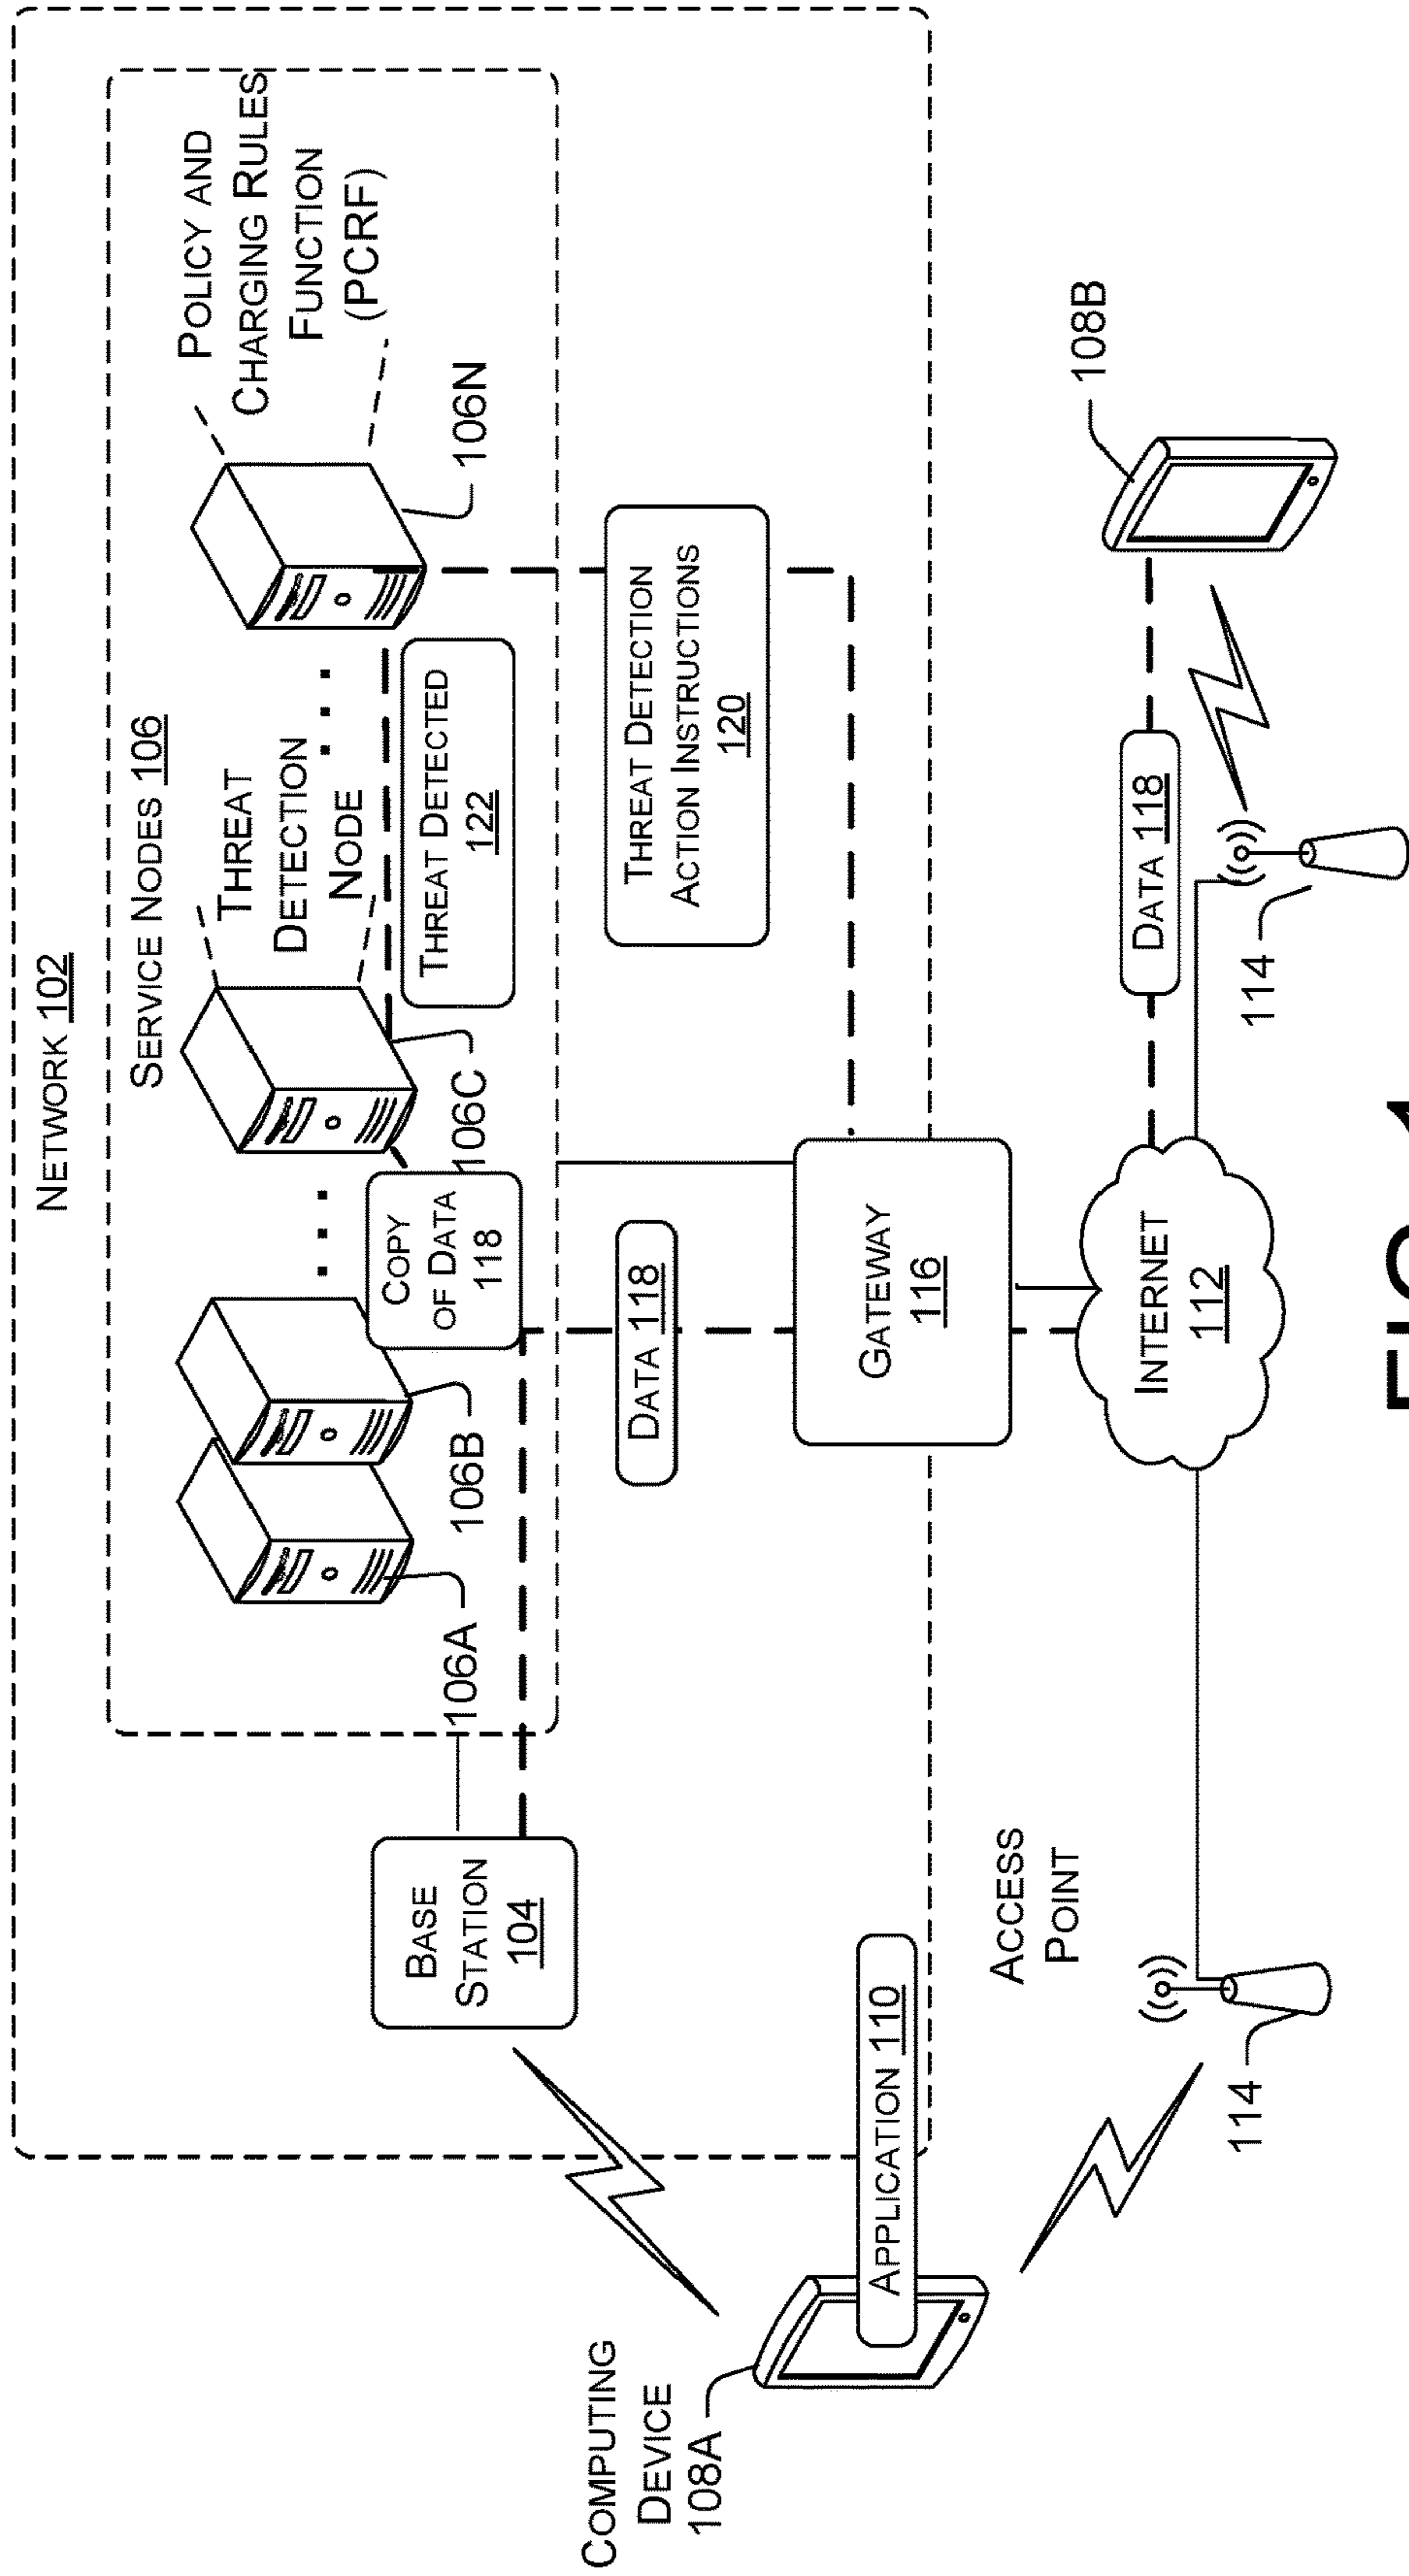 NETWORK 102
SERVICE NODES 106
POLICY AND
CHARGING RULES
FUNCTION
(PCRF)
THREAT
DETECTION
NODE
106A
106B
106C
106N
COPY
OF DATA
118
THREAT DETECTED
122
BASE
STATION
104
DATA 118
THREAT DETECTION
ACTION INSTRUCTIONS
120
COMPUTING
DEVICE
108A
APPLICATION 110
GATEWAY
116
ACCESS
POINT
108B
INTERNET
112
DATA 118
114
114